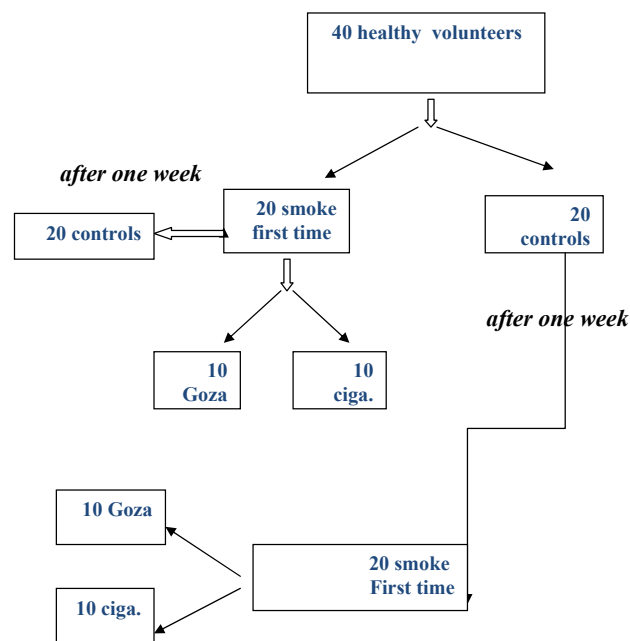 40 healthy volunteers
after one week
20 smoke
first time
20 controls
20
controls
after one week
10
Goza
10
ciga.
10 Goza
20 smoke
First time
10 ciga.